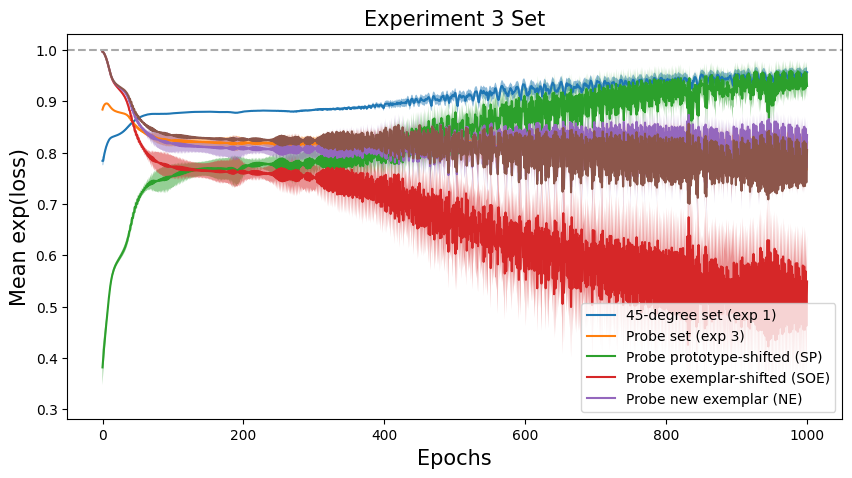 Experiment 3 Set
Mean exp(loss)
1.0
0.9
0.8
0.7
0.6
0.5
0.4
0.3
0
200
400
600
800
1000
Epochs
45-degree set (exp 1)
Probe set (exp 3)
Probe prototype-shifted (SP)
Probe exemplar-shifted (SOE)
Probe new exemplar (NE)